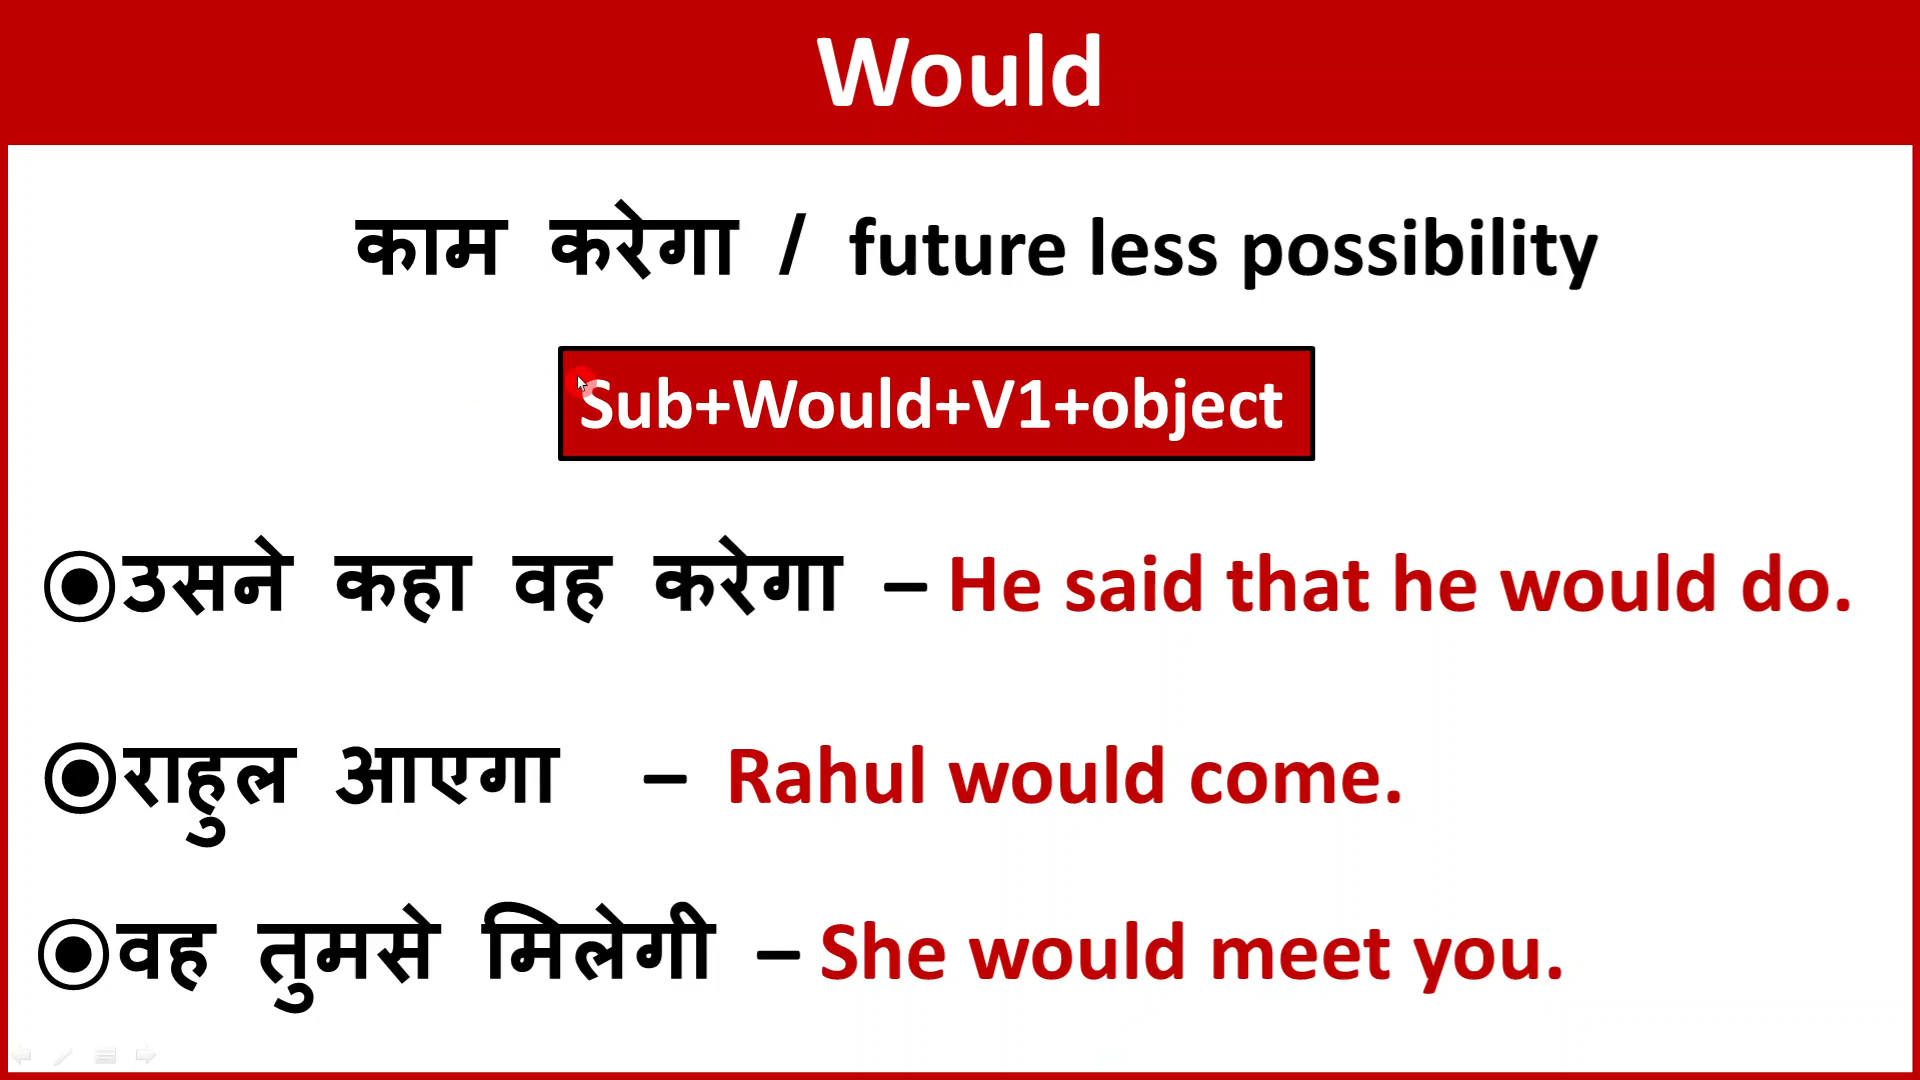 Would
काम करेगा / future less possibility
Sub+Would+V1+object
उसने कहा वह करेगा – He said that he would do.
राहुल आएगा – Rahul would come.
वह तुमसे मिलेगी – She would meet you.